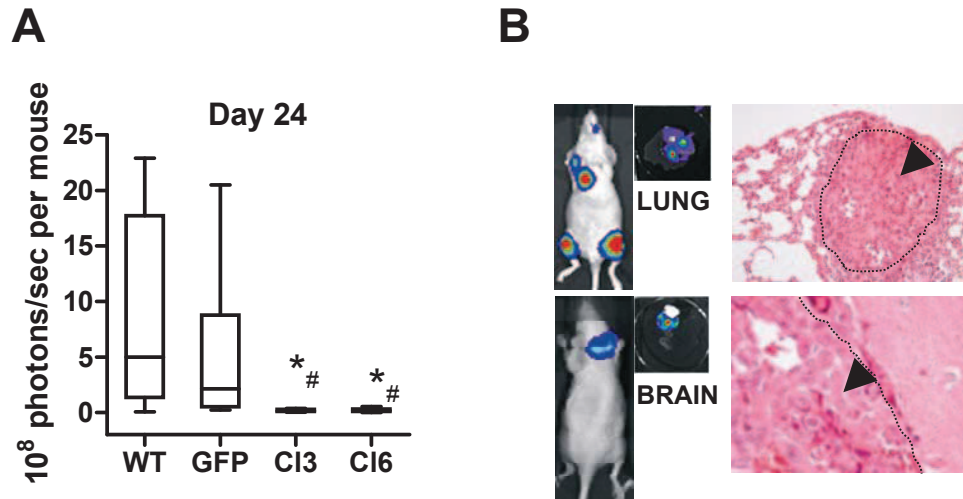 A
B
Day 24
10⁸ photons/sec per mouse
25
20
15
10
5
0
*
#
*
#
WT GFP Cl3 Cl6
LUNG
BRAIN